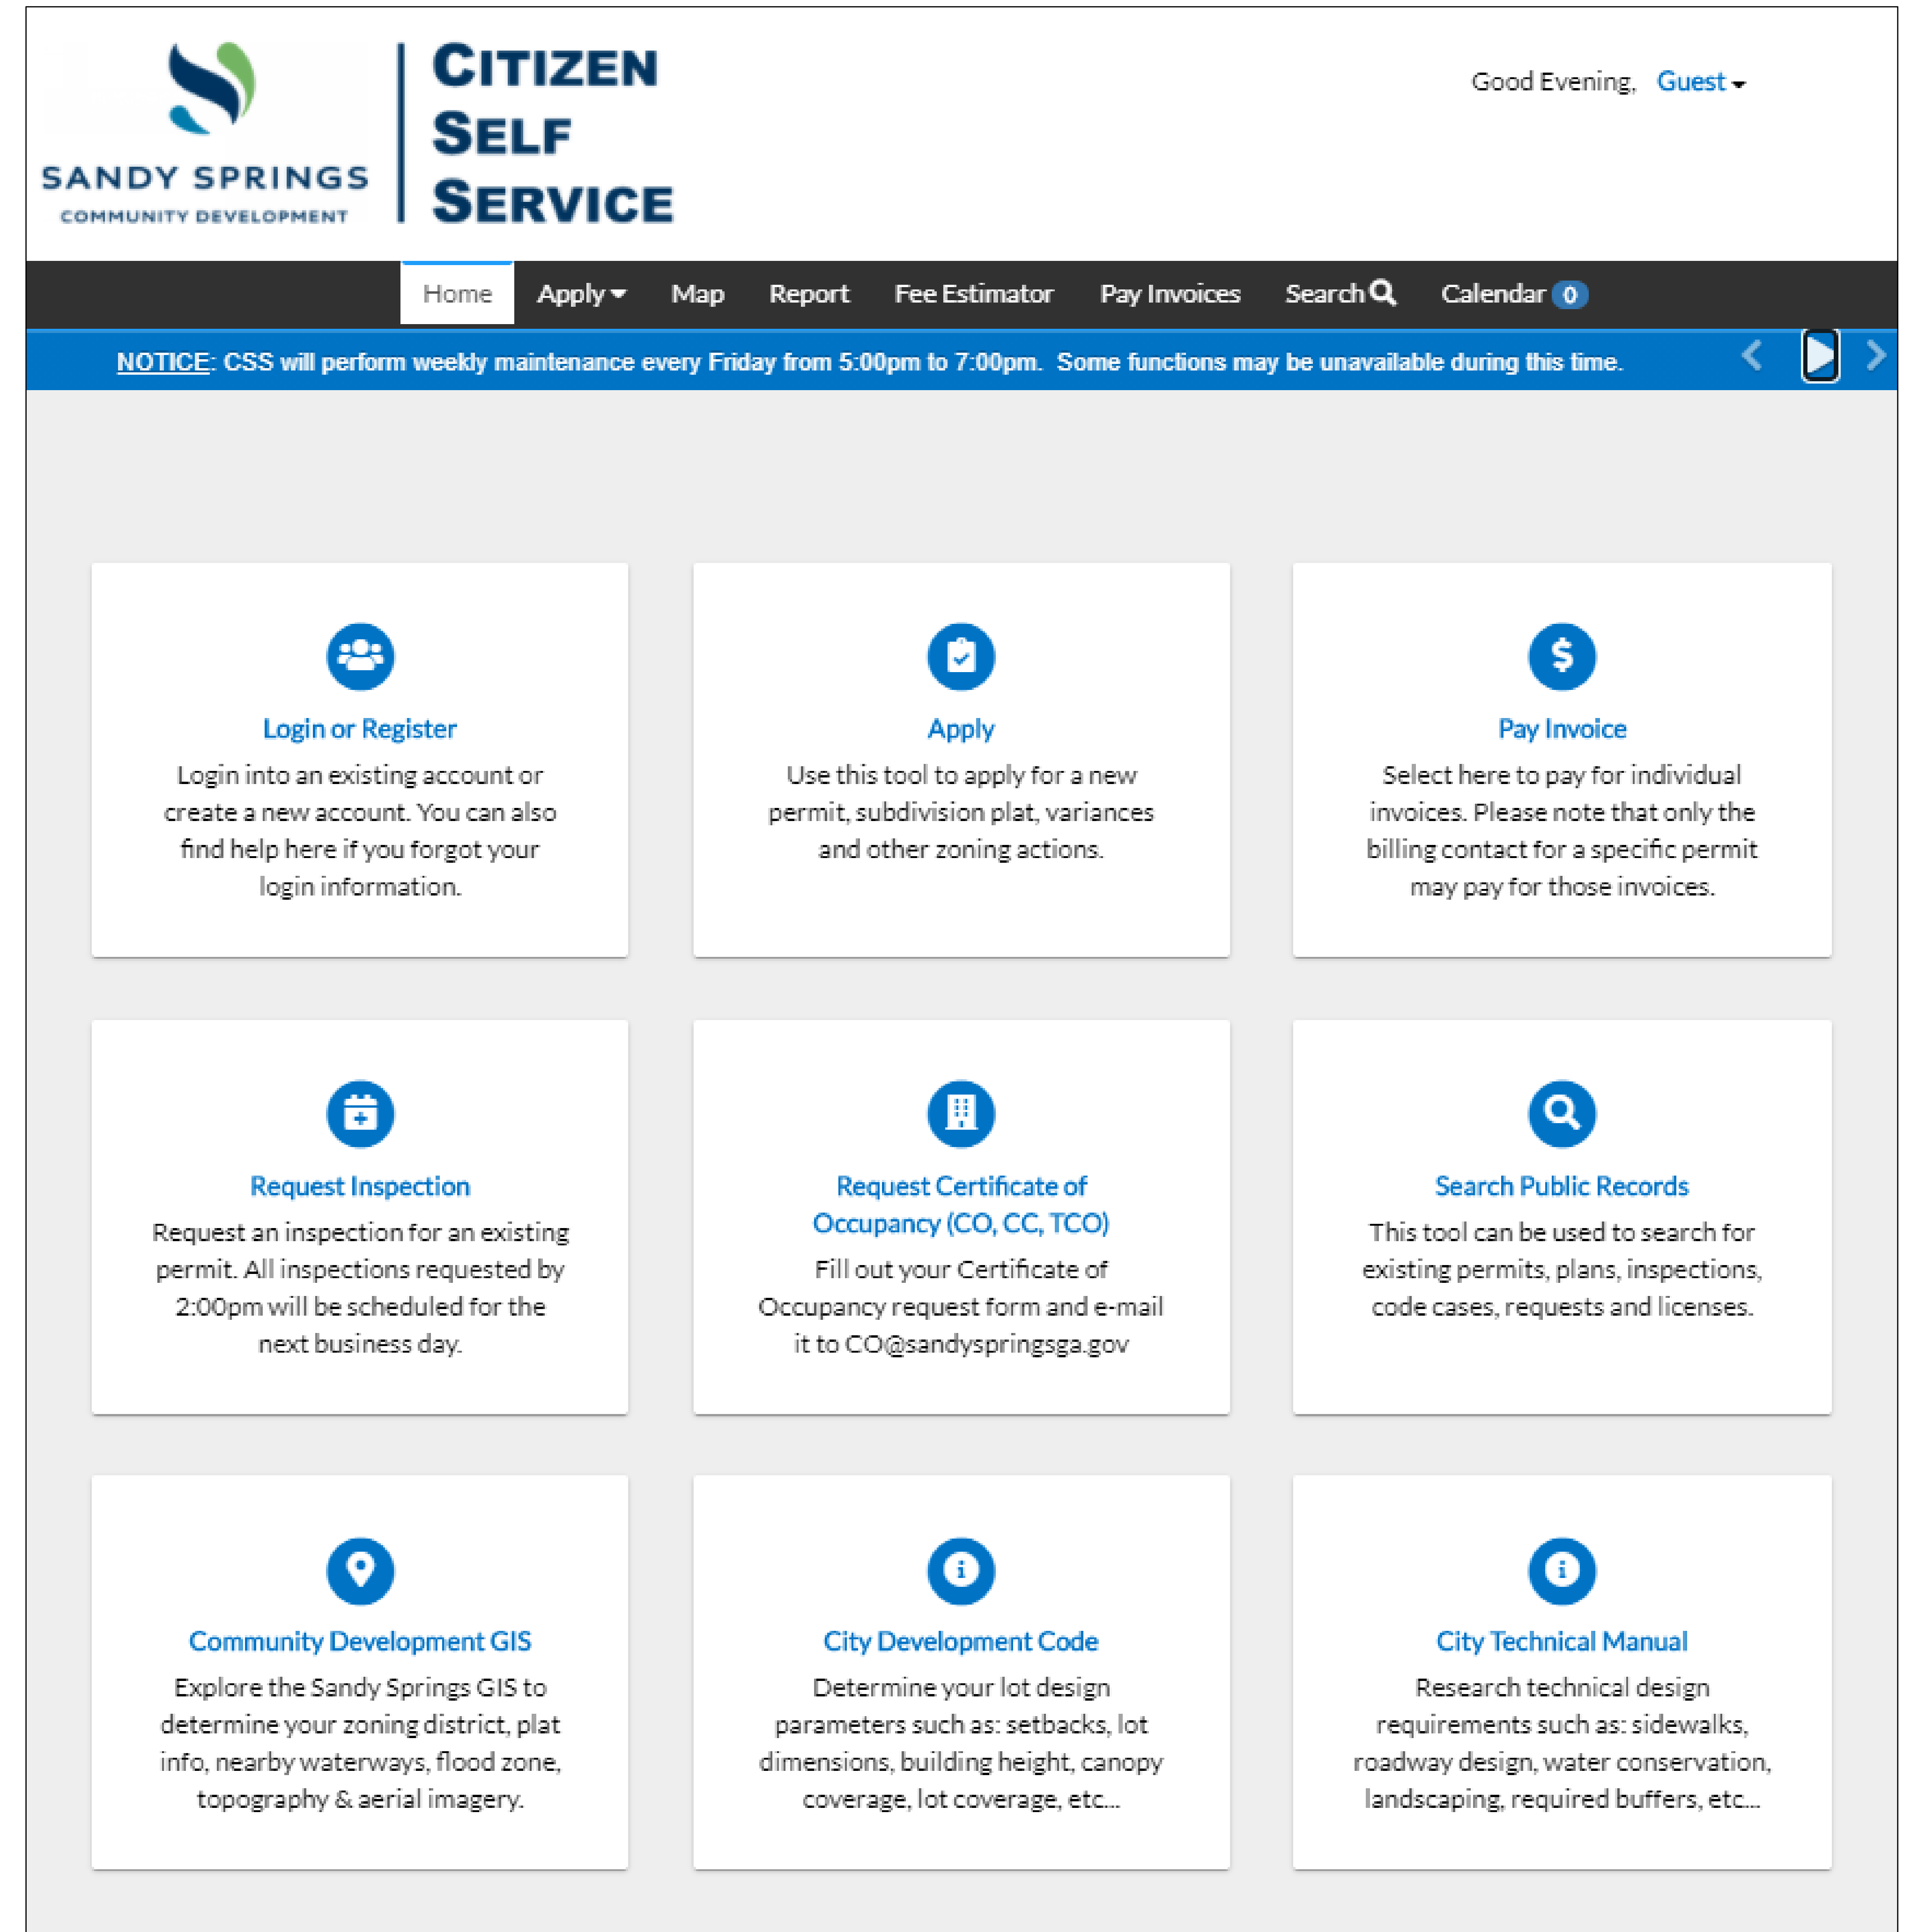 SANDY SPRINGS
COMMUNITY DEVELOPMENT
CITIZEN
SELF
SERVICE
Good Evening, Guest
Home Apply Map Report Fee Estimator Pay Invoices Search Calendar 0
NOTICE: CSS will perform weekly maintenance every Friday from 5:00pm to 7:00pm. Some functions may be unavailable during this time.
Login or Register
Login into an existing account or
create a new account. You can also
find help here if you forgot your
login information.
Apply
Use this tool to apply for a new
permit, subdivision plat, variances
and other zoning actions.
$
Pay Invoice
Select here to pay for individual
invoices. Please note that only the
billing contact for a specific permit
may pay for those invoices.
Request Inspection
Request an inspection for an existing
permit. All inspections requested by
2:00pm will be scheduled for the
next business day.
Request Certificate of
Occupancy (CO, CC, TCO)
Fill out your Certificate of
Occupancy request form and e-mail
it to CO@sandyspringsga.gov
Search Public Records
This tool can be used to search for
existing permits, plans, inspections,
code cases, requests and licenses.
Community Development GIS
Explore the Sandy Springs GIS to
determine your zoning district, plat
info, nearby waterways, flood zone,
topography & aerial imagery.
i
City Development Code
Determine your lot design
parameters such as: setbacks, lot
dimensions, building height, canopy
coverage, lot coverage, etc...
i
City Technical Manual
Research technical design
requirements such as: sidewalks,
roadway design, water conservation,
landscaping, required buffers, etc...